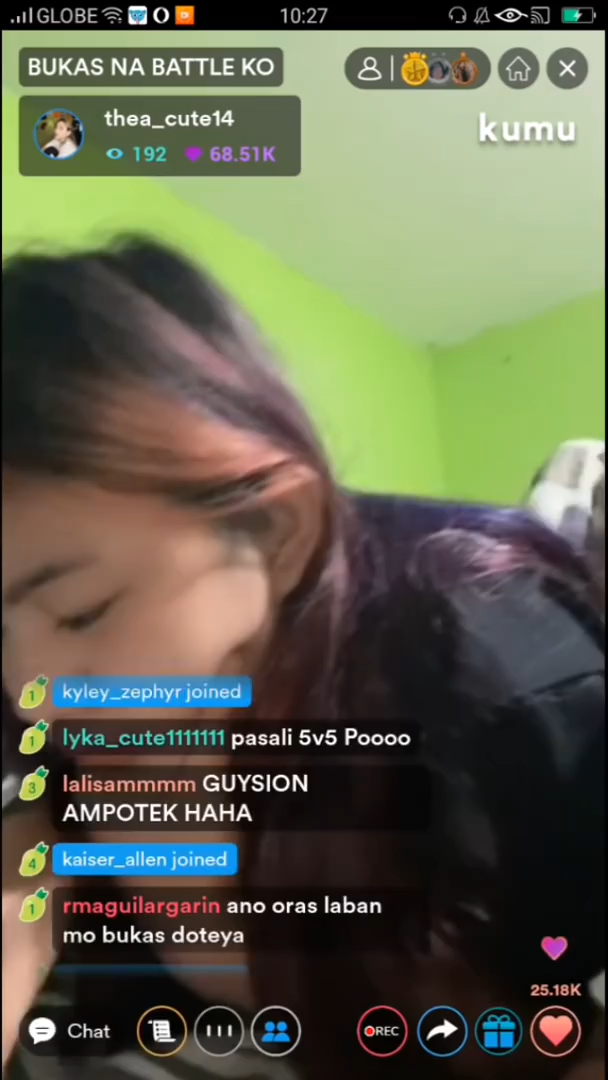 GLOBE 10:27
BUKAS NA BATTLE KO
thea_cute14
192 68.51K
kumu
1 kyley_zephyr joined
1 lyka_cute1111111 pasali 5v5 Poooo
3 lalisammmm GUYSION
AMPOTEK HAHA
4 kaiser_allen joined
1 rmaguilargarin ano oras laban
mo bukas doteya
25.18K
Chat REC